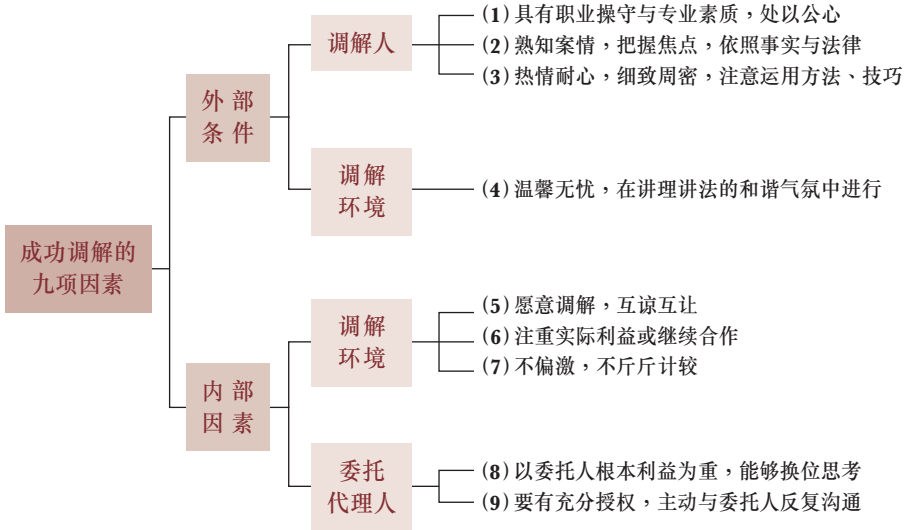 成功调解的
九项因素
外部
条件
调解人
(1)具有职业操守与专业素质，处以公心
(2)熟知案情，把握焦点，依照事实与法律
(3)热情耐心，细致周密，注意运用方法、技巧
调解
环境
(4)温馨无忧，在讲理讲法的和谐气氛中进行
内部
因素
调解
环境
(5)愿意调解，互谅互让
(6)注重实际利益或继续合作
(7)不偏激，不斤斤计较
委托
代理人
(8)以委托人根本利益为重，能够换位思考
(9)要有充分授权，主动与委托人反复沟通